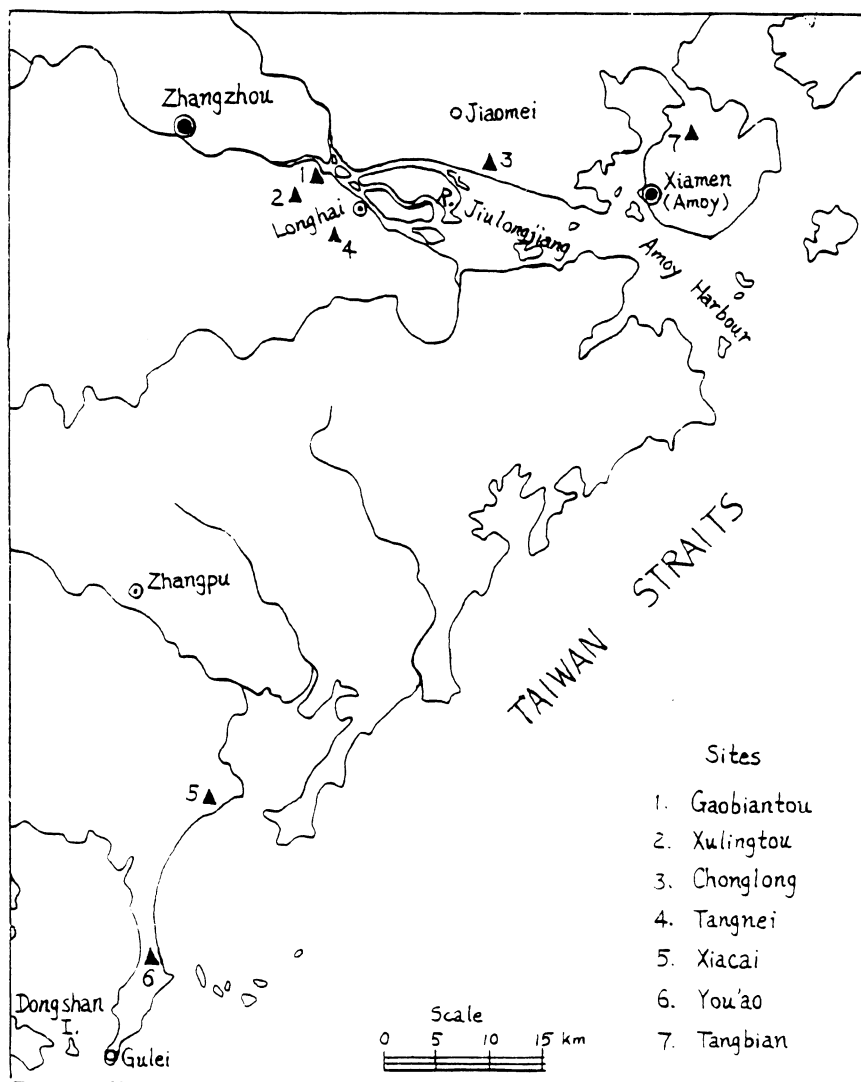 Zhangzhou
Jiaomei
7
3
1
Xiamen
(Amoy)
2
R. Jiulongjiang
Longhai
4
Amoy Harbour
TAIWAN STRAITS
Zhangpu
5
6
Dongshan
I.
Gulei
Scale
0 5 10 15 km
Sites
1. Gaobiantou
2. Xulingtou
3. Chonglong
4. Tangnei
5. Xiacai
6. You'ao
7. Tangbian